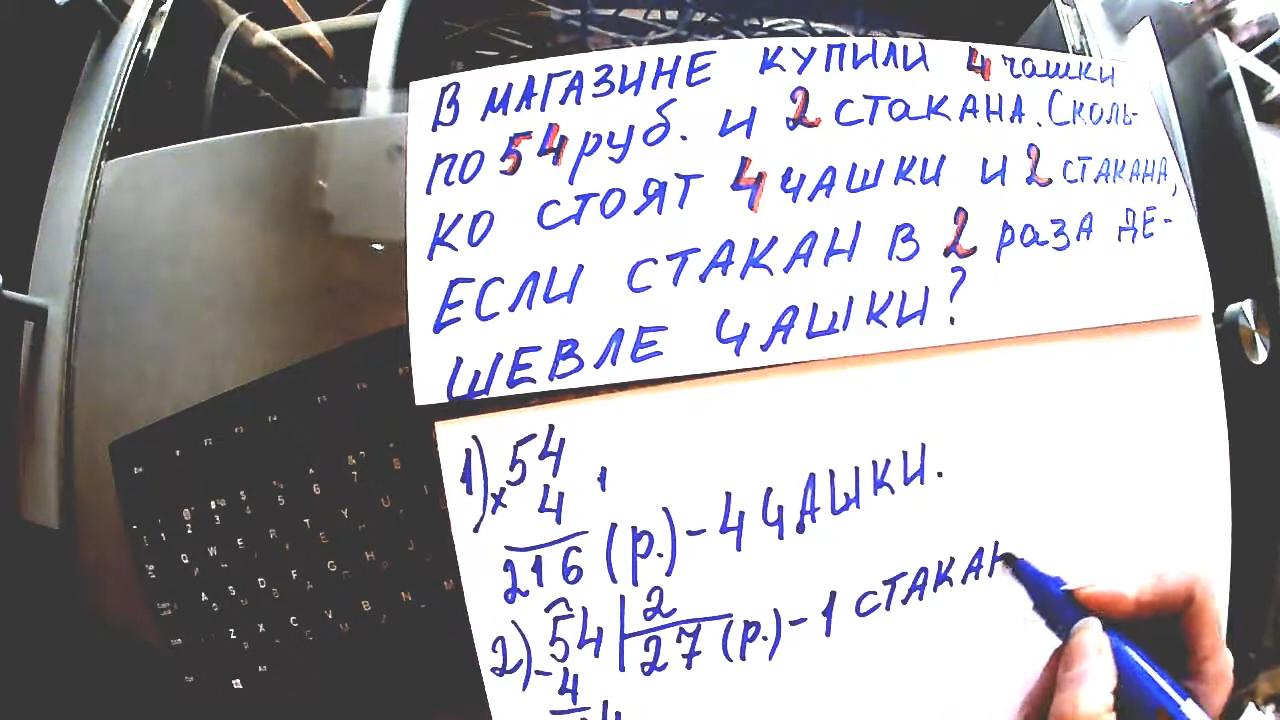 В МАГАЗИНЕ КУПИЛИ 4 чашки
по 54 руб. и 2 СТАКАНА. СКОЛЬ-
КО СТОЯТ 4 ЧАШКИ И 2 СТАКАНА,
ЕСЛИ СТАКАН В 2 раза ДЕ-
ШЕВЛЕ ЧАШКИ?
1) 54
× 4
216 (р.) - 4 ЧАШКИ.
2) 54 | 2
- 4 27 (р.) - 1 СТАКАН